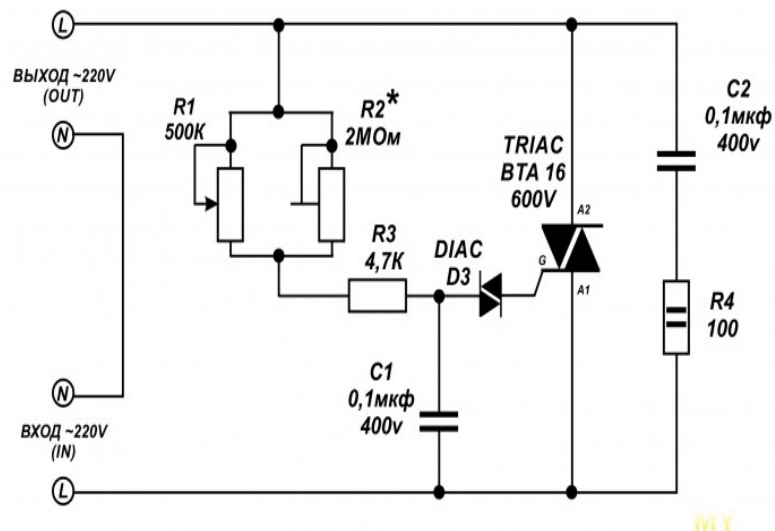 L
ВЫХОД ~220V
(OUT)
N
R1
500K
R2*
2МОм
TRIAC
BTA 16
600V
C2
0,1мкф
400v
A2
G
A1
R3
4,7K
DIAC
D3
R4
100
C1
0,1мкф
400v
N
ВХОД ~220V
(IN)
L
MY